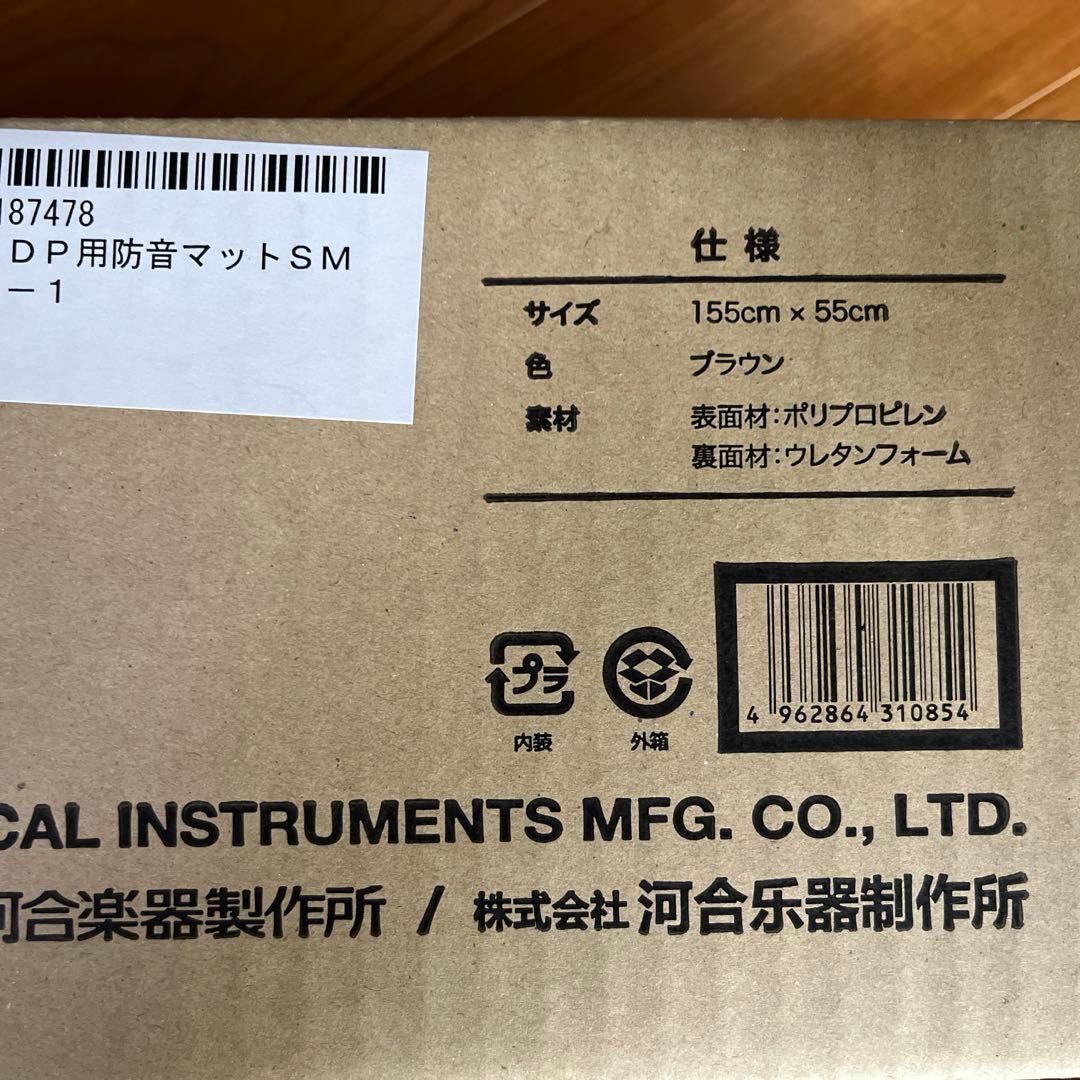 187478
DP用防音マットSM
－1
仕様
サイズ 155cm × 55cm
色 ブラウン
素材 表面材：ポリプロピレン
裏面材：ウレタンフォーム
プラ
内装
外箱
4 962864 310854
CAL INSTRUMENTS MFG. CO., LTD.
河合楽器製作所 / 株式会社 河合乐器制作所